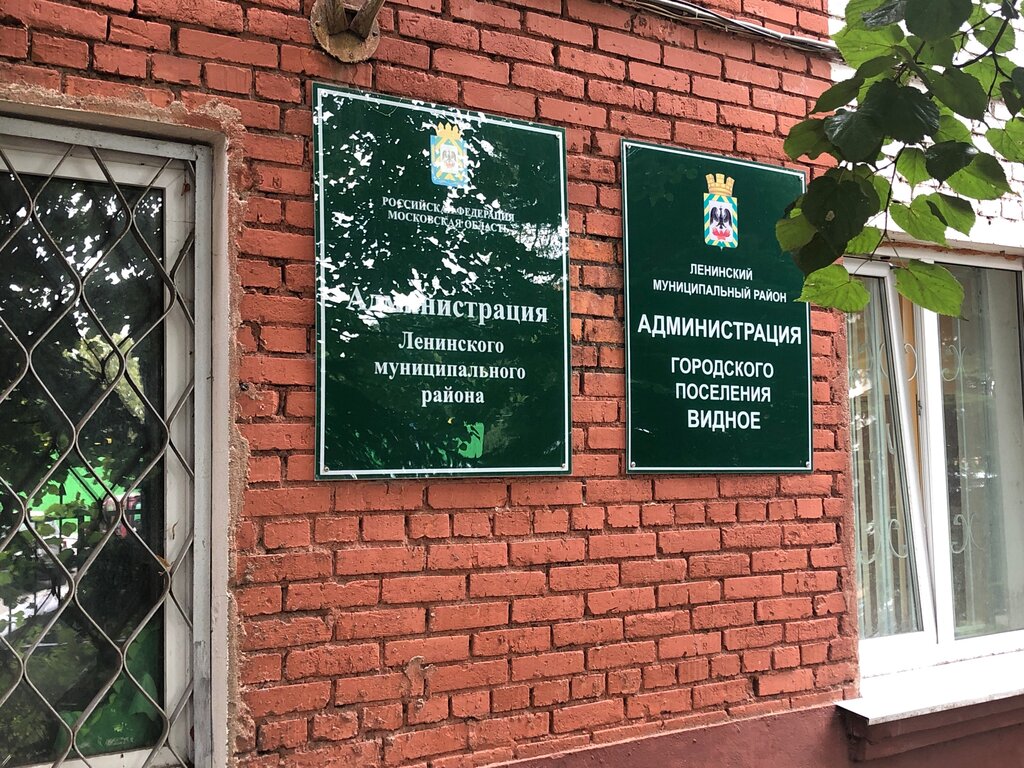 РОССИЙСКАЯ ФЕДЕРАЦИЯ
МОСКОВСКАЯ ОБЛАСТЬ
Администрация
Ленинского
муниципального
района
ЛЕНИНСКИЙ
МУНИЦИПАЛЬНЫЙ РАЙОН
АДМИНИСТРАЦИЯ
ГОРОДСКОГО
ПОСЕЛЕНИЯ
ВИДНОЕ